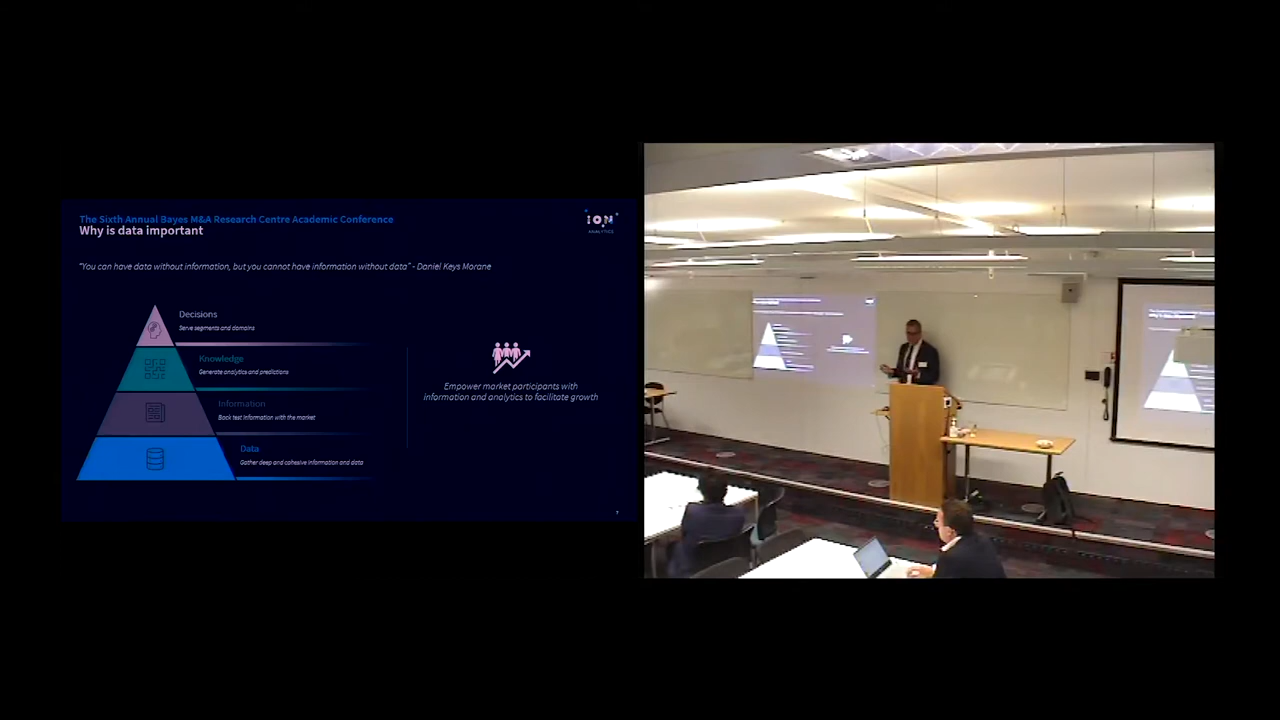 The Sixth Annual Bayes M&A Research Centre Academic Conference
Why is data important
ION
ANALYTICS
"You can have data without information, but you cannot have information without data" - Daniel Keys Morane
Decisions
Serve segments and domains
Knowledge
Generate analytics and predictions
Information
Back test Information with the market
Data
Gather deep and cohesive information and data
Empower market participants with
information and analytics to facilitate growth
7